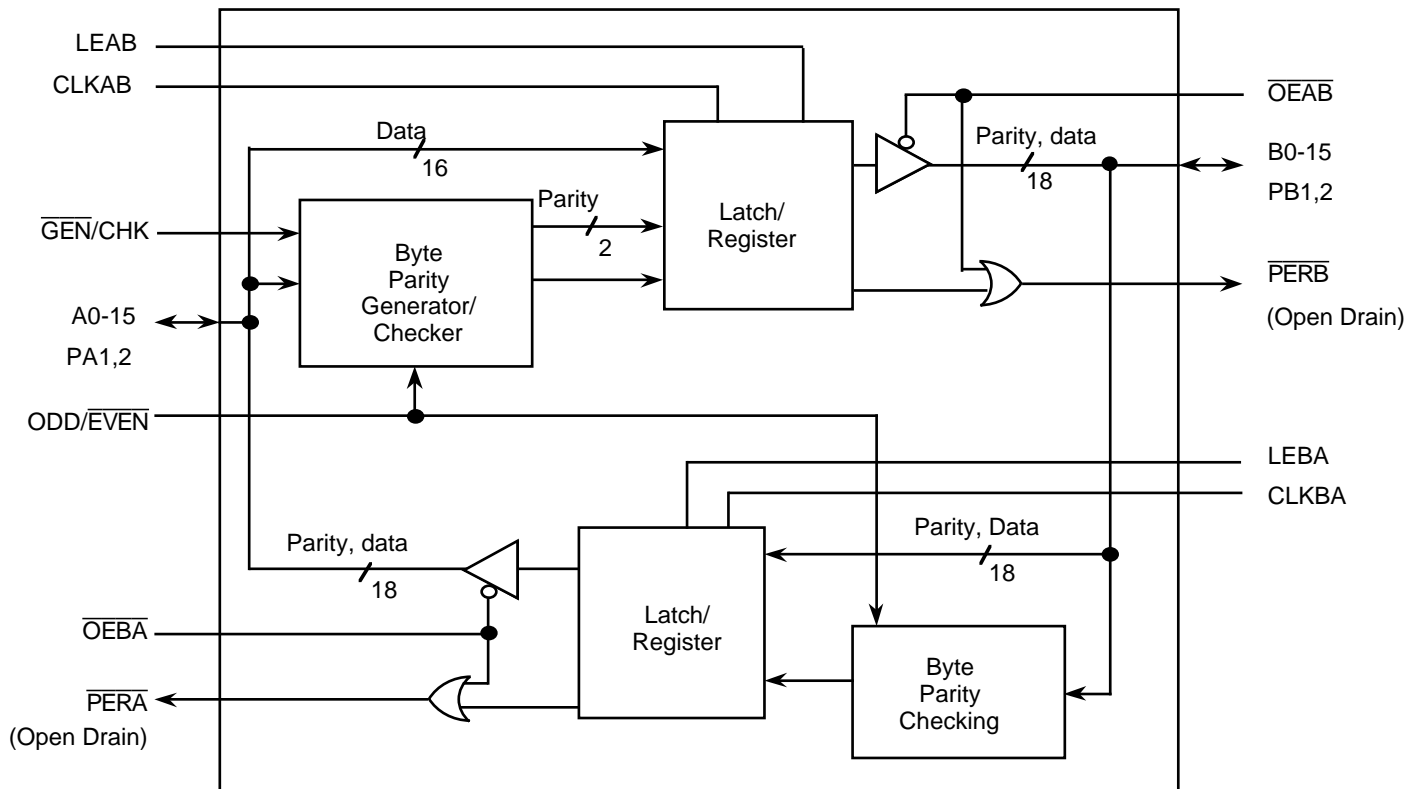 LEAB
CLKAB
OEAB
Data
16
Parity, data
18
B0-15
PB1,2
GEN/CHK
Parity
2
Byte
Parity
Generator/
Checker
Latch/
Register
PERB
(Open Drain)
A0-15
PA1,2
ODD/EVEN
LEBA
CLKBA
Parity, data
18
Parity, Data
18
Latch/
Register
OEBA
Byte
Parity
Checking
PERA
(Open Drain)